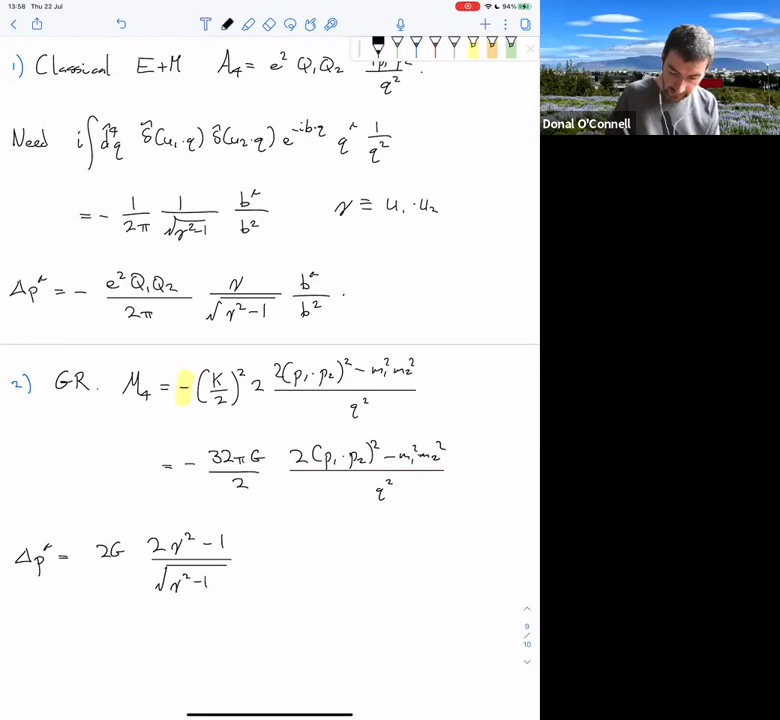 13:58 Thu 22 Jul
94%
Donal O'Connell
1) Classical E+M A₄ = e² Q₁Q₂ / q² .
Need i∫d̂⁴q δ̂(u₁·q) δ̂(u₂·q) e^{-ib·q} q^μ 1/q²
= - 1/2π 1/√(γ²-1) b^μ/b² γ ≡ u₁·u₂
Δp^μ = - e²Q₁Q₂/2π γ/√(γ²-1) b^μ/b² .
2) GR. M₄ = -(K/2)² 2 (2(p₁·p₂)² - m₁²m₂²)/q²
= - 32πG/2 (2(p₁·p₂)² - m₁²m₂²)/q²
Δp^μ = 2G (2γ²-1)/√(γ²-1)
9 / 10